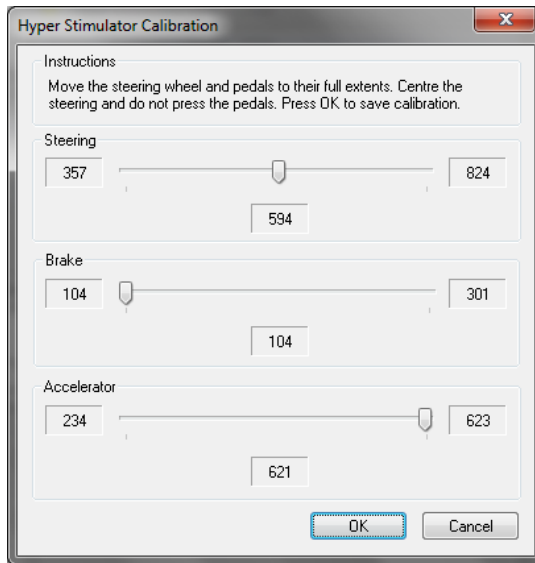 Hyper Stimulator Calibration
Instructions
Move the steering wheel and pedals to their full extents. Centre the
steering and do not press the pedals. Press OK to save calibration.
Steering
357
824
594
Brake
104
301
104
Accelerator
234
623
621
OK
Cancel